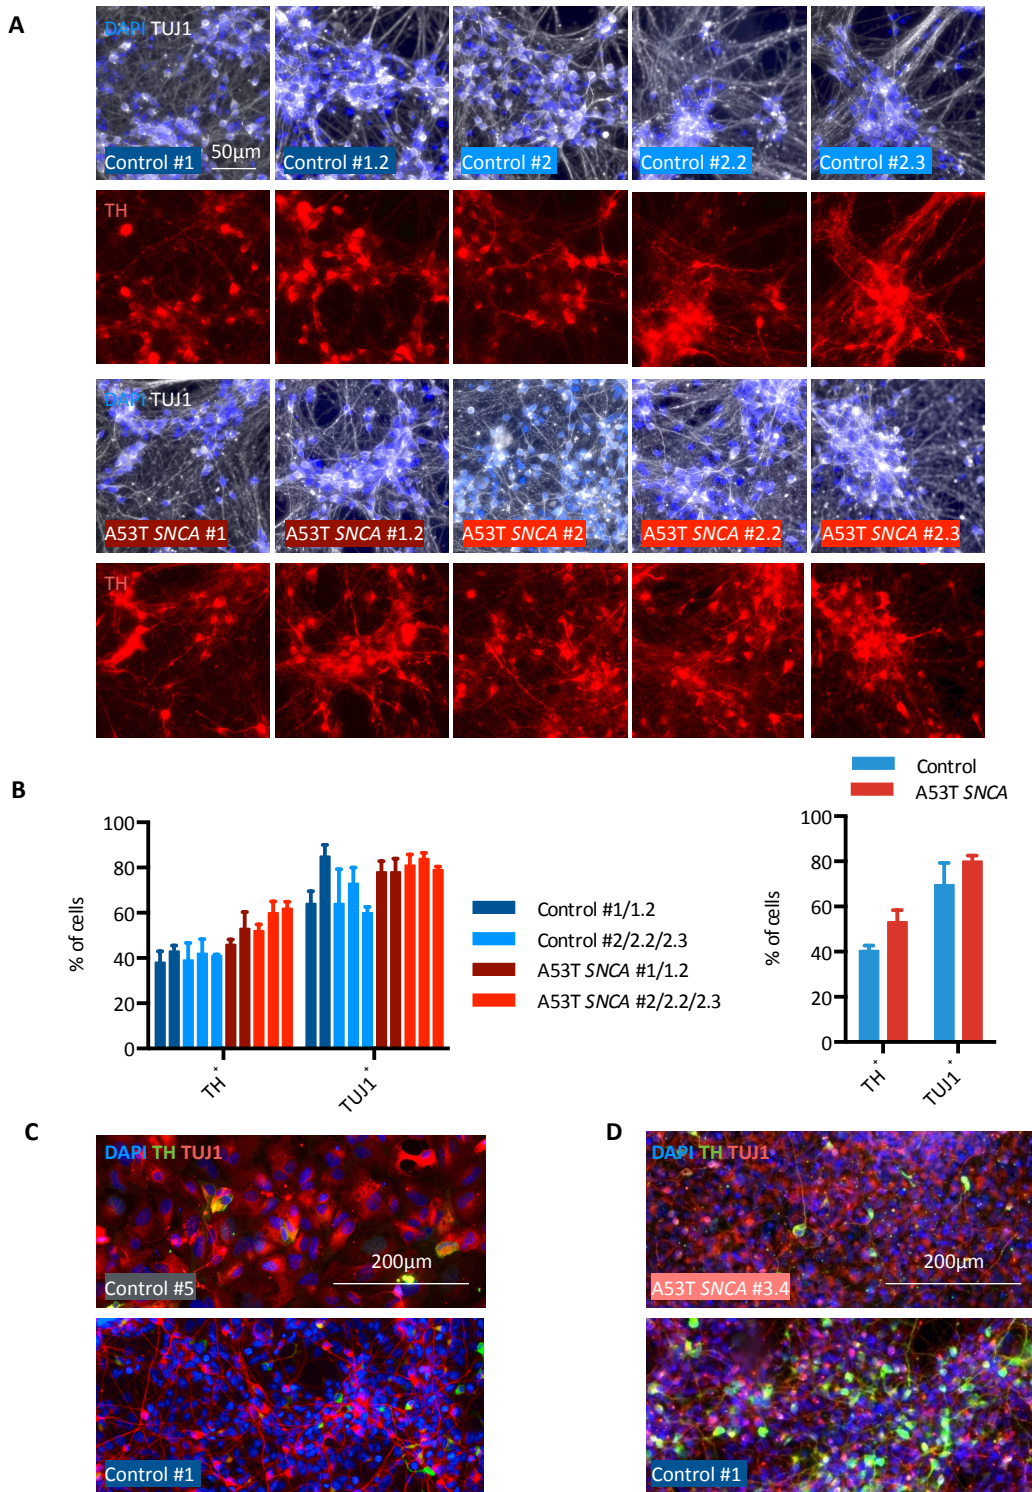 A
DAPI TUJ1
Control #1
50μm
Control #1.2
Control #2
Control #2.2
Control #2.3
TH
DAPI TUJ1
A53T SNCA #1
A53T SNCA #1.2
A53T SNCA #2
A53T SNCA #2.2
A53T SNCA #2.3
TH
B
100
80
60
40
20
0
% of cells
TH+
TUJ1+
Control #1/1.2
Control #2/2.2/2.3
A53T SNCA #1/1.2
A53T SNCA #2/2.2/2.3
Control
A53T SNCA
100
80
60
40
20
0
% of cells
TH+
TUJ1+
C
DAPI TH TUJ1
200μm
Control #5
Control #1
D
DAPI TH TUJ1
200μm
A53T SNCA #3.4
Control #1